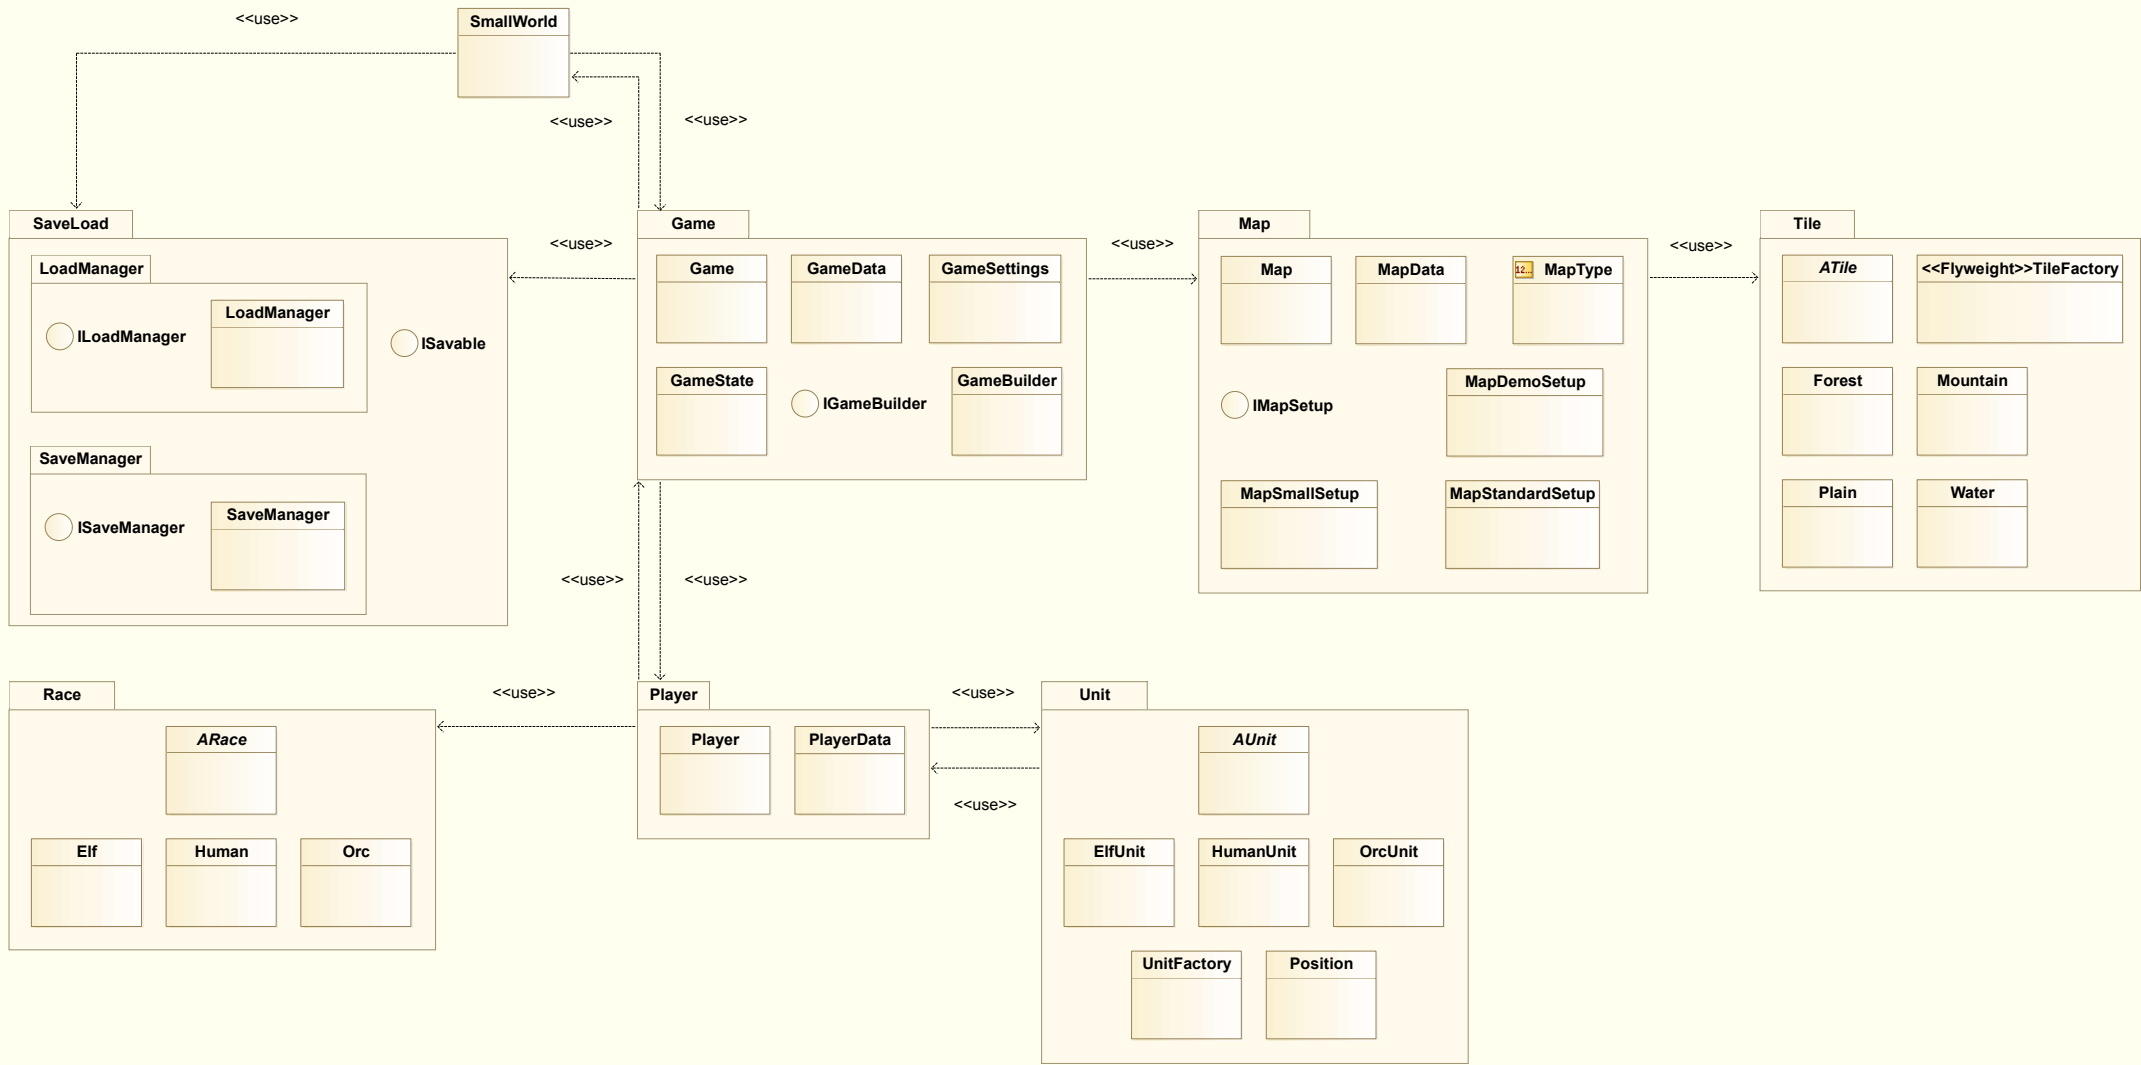 <<use>>
SmallWorld
<<use>>
<<use>>
SaveLoad
LoadManager
ILoadManager
LoadManager
ISavable
SaveManager
ISaveManager
SaveManager
<<use>>
Game
Game
GameData
GameSettings
GameState
IGameBuilder
GameBuilder
<<use>>
Map
Map
MapData
12...
MapType
IMapSetup
MapDemoSetup
MapSmallSetup
MapStandardSetup
<<use>>
Tile
ATile
<<Flyweight>>TileFactory
Forest
Mountain
Plain
Water
<<use>>
<<use>>
Race
ARace
Elf
Human
Orc
<<use>>
Player
Player
PlayerData
<<use>>
<<use>>
Unit
AUnit
ElfUnit
HumanUnit
OrcUnit
UnitFactory
Position